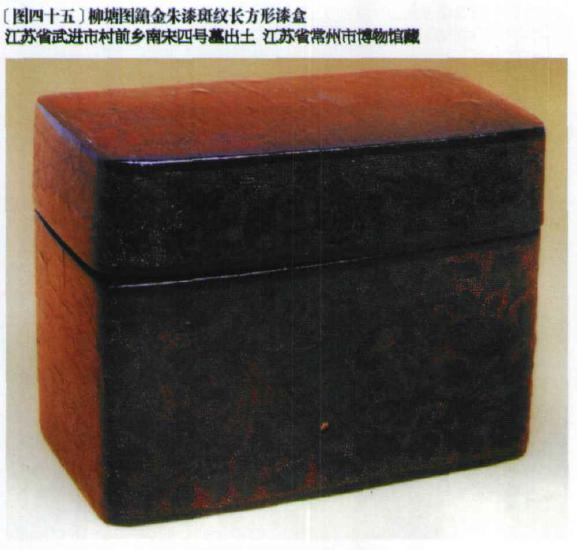 〔图四十五〕柳塘图戗金朱漆斑纹长方形漆盒
江苏省武进市村前乡南宋四号墓出土 江苏省常州市博物馆藏